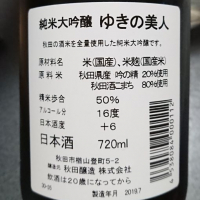 純米大吟醸 ゆきの美人
秋田の酒米を全量使用した純米大吟醸です。
原材料名 米(国産)、米麹(国産米)
原料米 秋田県産 吟の精 20%使用
秋田酒こまち 80%使用
精米歩合 50%
アルコール分 16度
日本酒度 +6
日本酒 720ml
秋田市楢山登町5-2
製造者 秋田醸造 株式会社
飲酒は20歳になってから
製造年月 2019.7
4538084000112